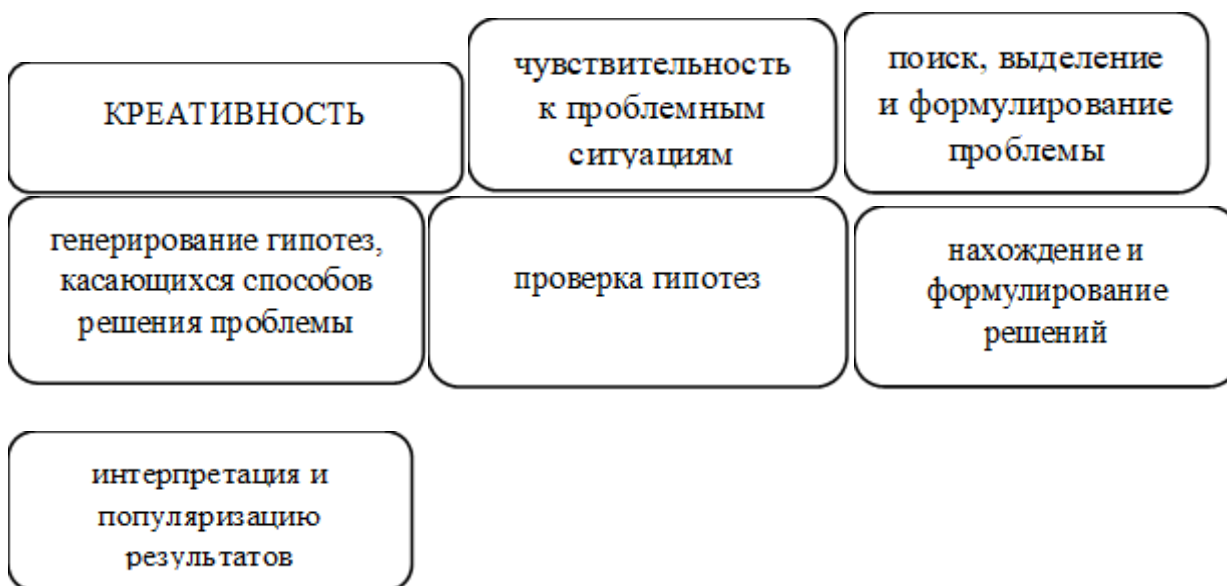 КРЕАТИВНОСТЬ
чувствительность
к проблемным
ситуациям
поиск, выделение
и формулирование
проблемы
генерирование гипотез,
касающихся способов
решения проблемы
проверка гипотез
нахождение и
формулирование
решений
интерпретация и
популяризацию
результатов